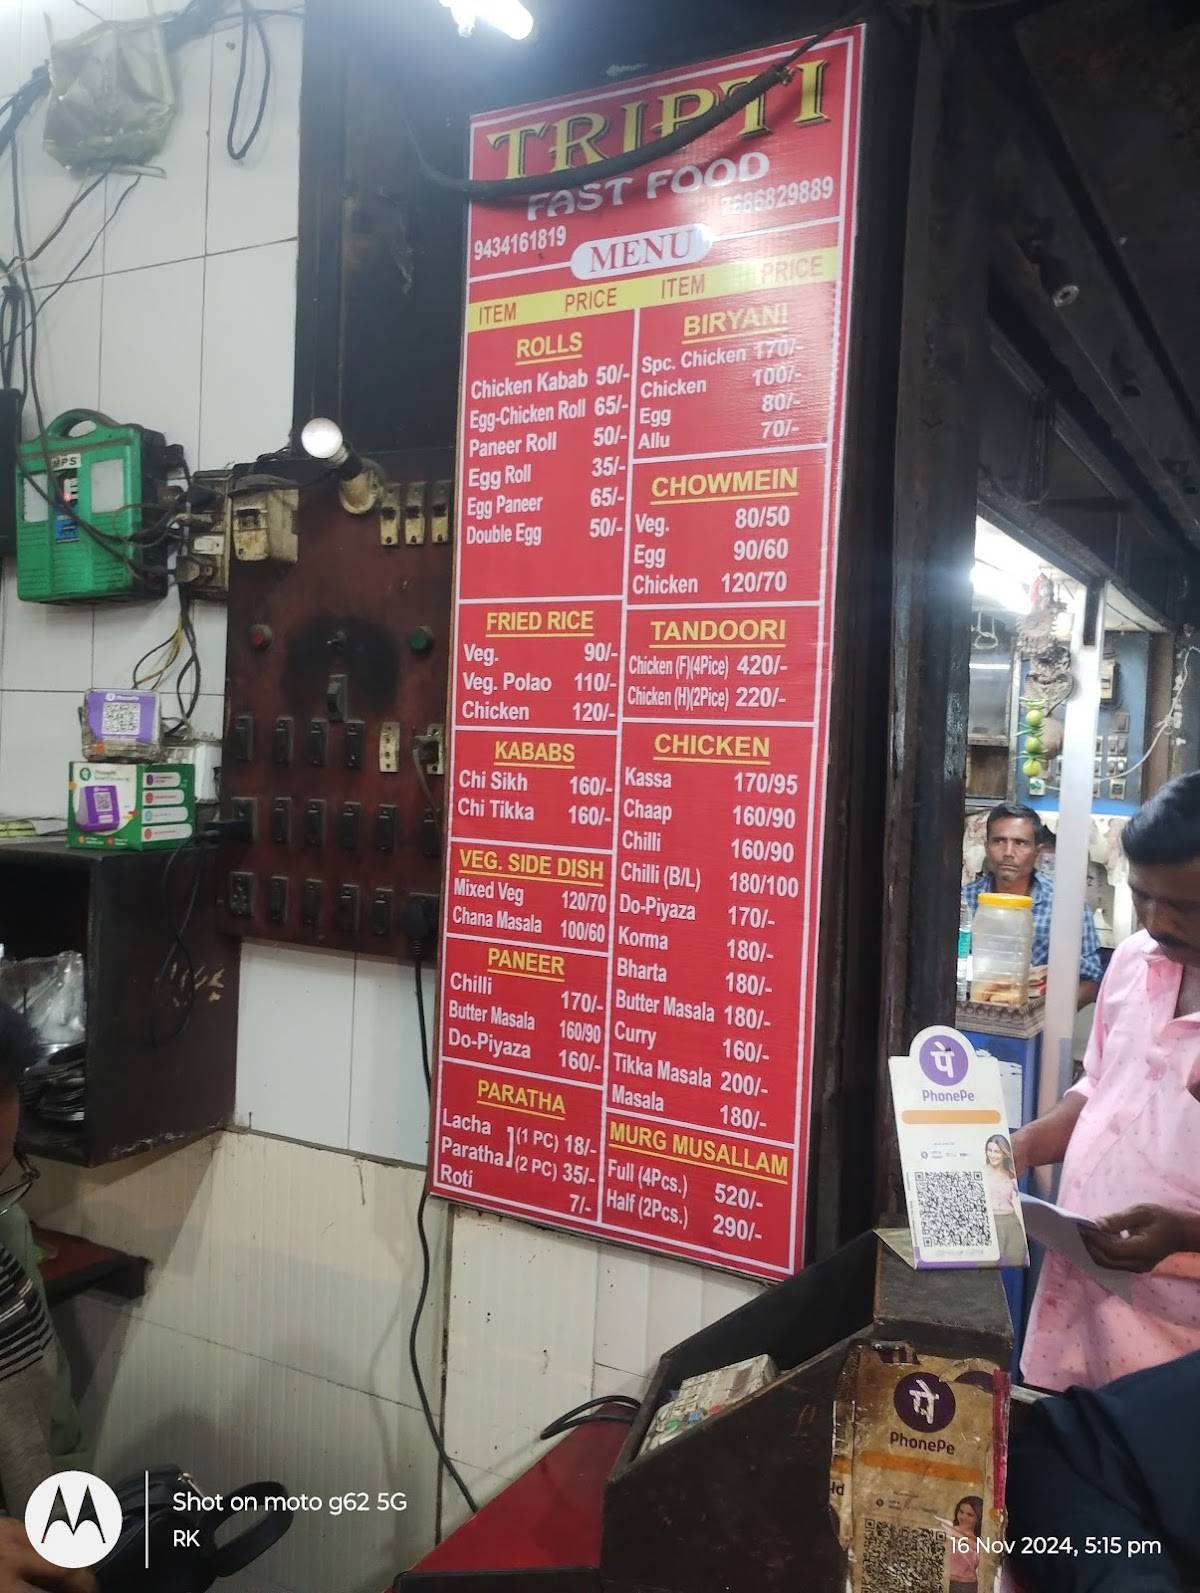 TRIPTI
FAST FOOD
9434161819
7666829889
MENU
ITEM PRICE ITEM PRICE
ROLLS
Chicken Kabab 50/-
Egg-Chicken Roll 65/-
Paneer Roll 50/-
Egg Roll 35/-
Egg Paneer 65/-
Double Egg 50/-
FRIED RICE
Veg. 90/-
Veg. Polao 110/-
Chicken 120/-
KABABS
Chi Sikh 160/-
Chi Tikka 160/-
VEG. SIDE DISH
Mixed Veg 120/70
Chana Masala 100/60
PANEER
Chilli 170/-
Butter Masala 160/90
Do-Piyaza 160/-
PARATHA
Lacha (1 PC) 18/-
Paratha (2 PC) 35/-
Roti 7/-
BIRYANI
Spc. Chicken 170/-
Chicken 100/-
Egg 80/-
Allu 70/-
CHOWMEIN
Veg. 80/50
Egg 90/60
Chicken 120/70
TANDOORI
Chicken (F)(4Pice) 420/-
Chicken (H)(2Pice) 220/-
CHICKEN
Kassa 170/95
Chaap 160/90
Chilli 160/90
Chilli (B/L) 180/100
Do-Piyaza 170/-
Korma 180/-
Bharta 180/-
Butter Masala 180/-
Curry 160/-
Tikka Masala 200/-
Masala 180/-
MURG MUSALLAM
Full (4Pcs.) 520/-
Half (2Pcs.) 290/-
पे
PhonePe
पे
PhonePe
Shot on moto g62 5G
RK
16 Nov 2024, 5:15 pm